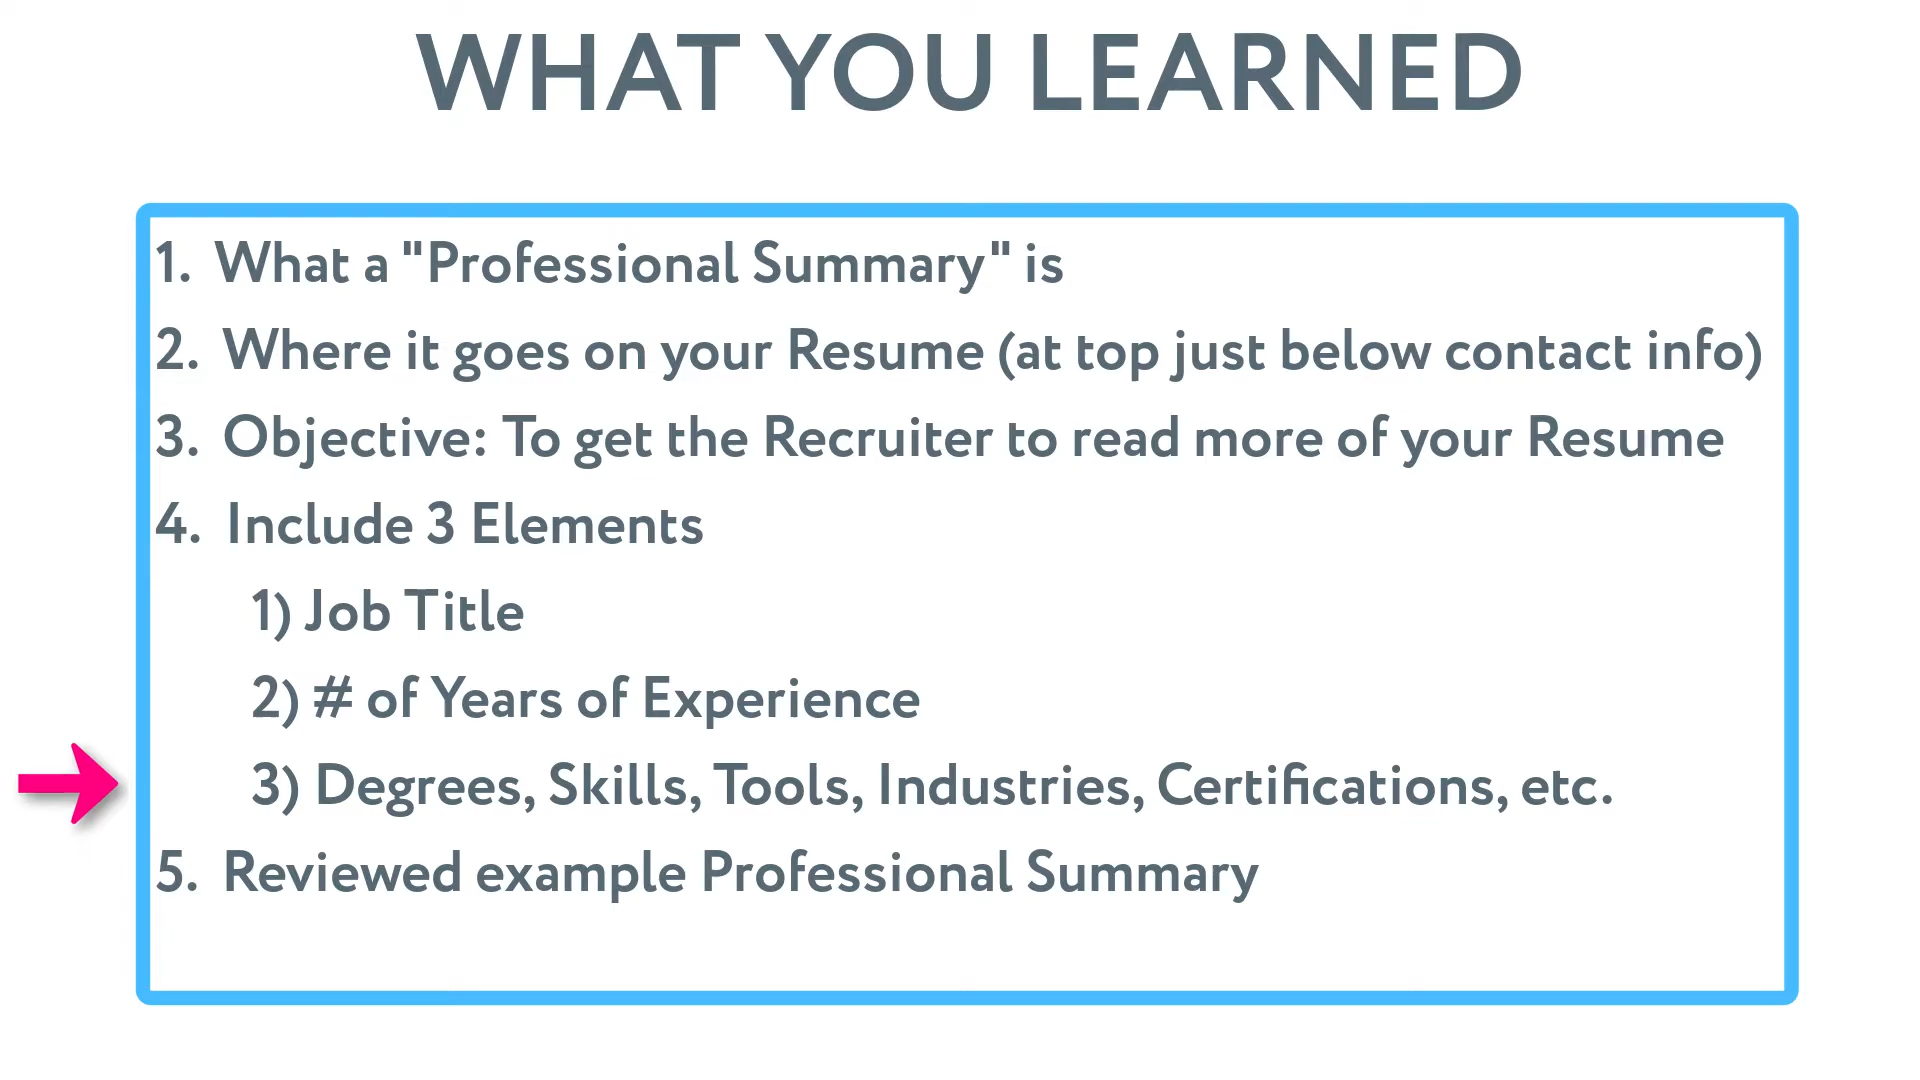 WHAT YOU LEARNED
1. What a "Professional Summary" is
2. Where it goes on your Resume (at top just below contact info)
3. Objective: To get the Recruiter to read more of your Resume
4. Include 3 Elements
1) Job Title
2) # of Years of Experience
3) Degrees, Skills, Tools, Industries, Certifications, etc.
5. Reviewed example Professional Summary